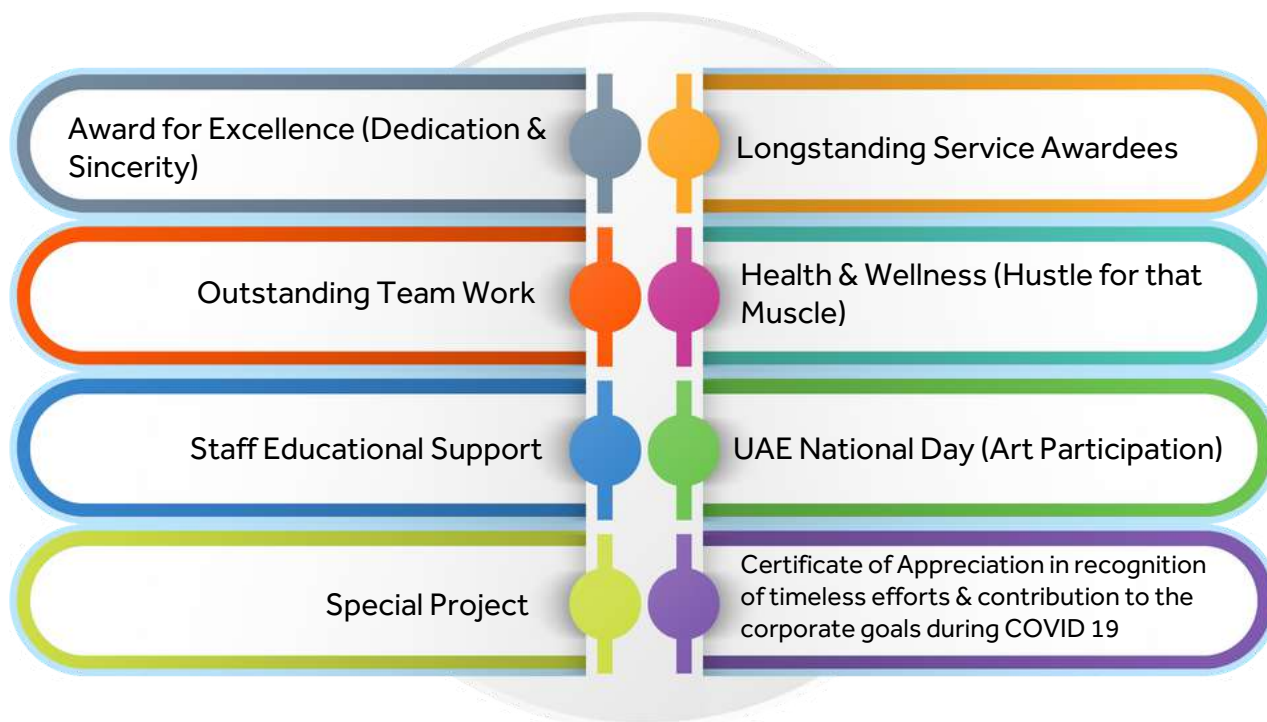 Award for Excellence (Dedication &
Sincerity)
Longstanding Service Awardees
Outstanding Team Work
Health & Wellness (Hustle for that
Muscle)
Staff Educational Support
UAE National Day (Art Participation)
Special Project
Certificate of Appreciation in recognition
of timeless efforts & contribution to the
corporate goals during COVID 19